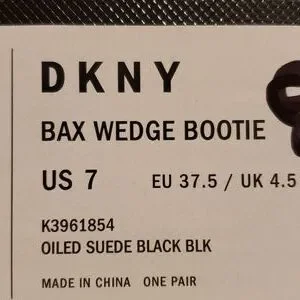 DKNY
BAX WEDGE BOOTIE
US 7 EU 37.5 / UK 4.5
K3961854
OILED SUEDE BLACK BLK
MADE IN CHINA ONE PAIR